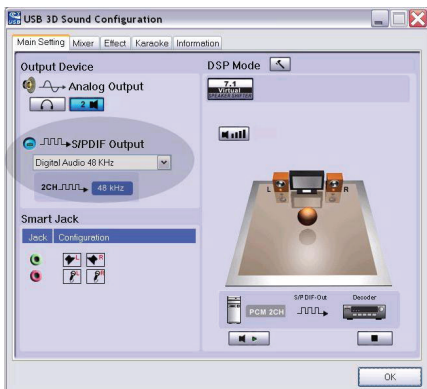 USB 3D Sound Configuration
Main Setting Mixer Effect Karaoke Information
Output Device
Analog Output
2
S/PDIF Output
Digital Audio 48 KHz
2CH 48 kHz
Smart Jack
Jack Configuration
L R
L R
DSP Mode
7.1
Virtual
SPEAKER SHIFTER
L R
S/PDIF-Out Decoder
PCM 2CH
OK